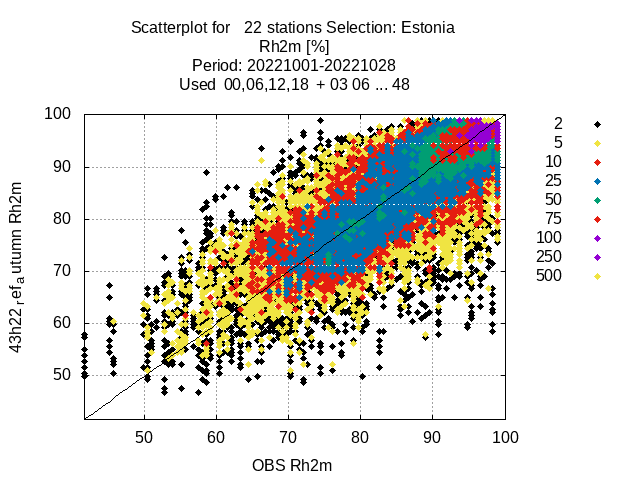 Scatterplot for   22 stations Selection: Estonia
Rh2m [%]
Period: 20221001-20221028
Used  00,06,12,18  + 03 06 ... 48
100
90
80
70
60
50
50 60 70 80 90 100
43h22_ref_autumn Rh2m
OBS Rh2m
2
5
10
25
50
75
100
250
500